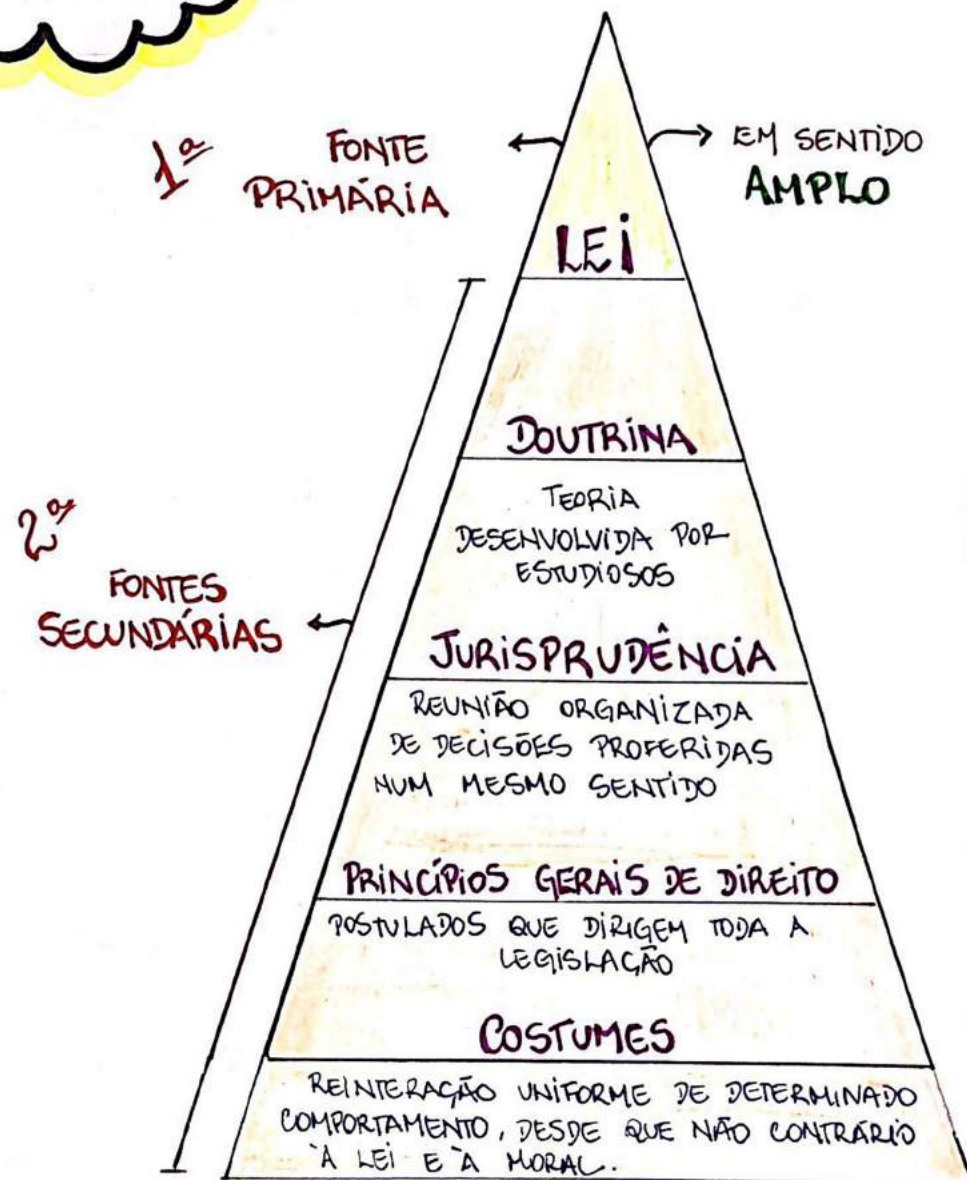 1ª FONTE
PRIMÁRIA
EM SENTIDO
AMPLO
LEI
DOUTRINA
TEORIA
DESENVOLVIDA POR
ESTUDIOSOS
2ª
FONTES
SECUNDÁRIAS
JURISPRUDÊNCIA
REUNIÃO ORGANIZADA
DE DECISÕES PROFERIDAS
NUM MESMO SENTIDO
PRINCÍPIOS GERAIS DE DIREITO
POSTULADOS QUE DIRIGEM TODA A
LEGISLAÇÃO
COSTUMES
REINTERAÇÃO UNIFORME DE DETERMINADO
COMPORTAMENTO, DESDE QUE NÃO CONTRÁRIO
À LEI E À MORAL.